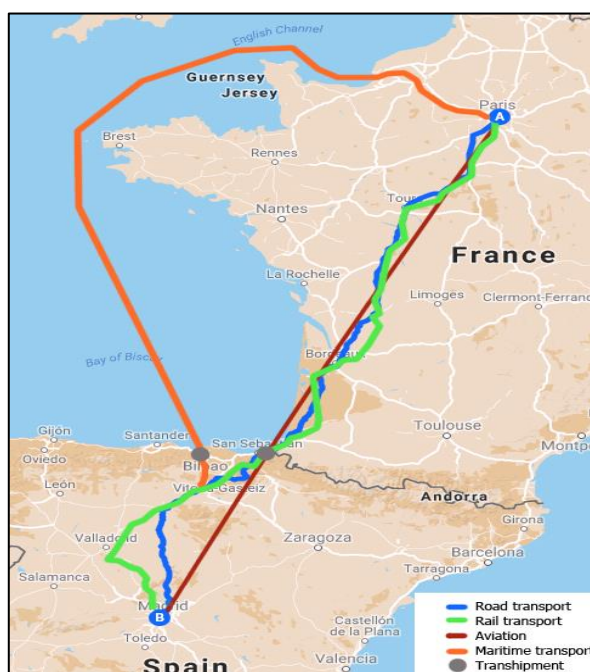 English Channel
Guernsey
Jersey
Paris
A
Brest
Rennes
Tours
Nantes
France
La Rochelle
Limoges
Clermont-Ferran
Bay of Biscay
Bordeaux
Toulouse
Montpe
Gijón
Santander
San Sebastián
Oviedo
Bilbao
León
Vitoria-Gasteiz
Andorra
Girona
Zaragoza
Valladolid
Barcelona
Salamanca
Tarragona
Madrid
B
Toledo
Castellón
de la Plana
Spain
Valencia
Road transport
Rail transport
Aviation
Maritime transport
Transhipment